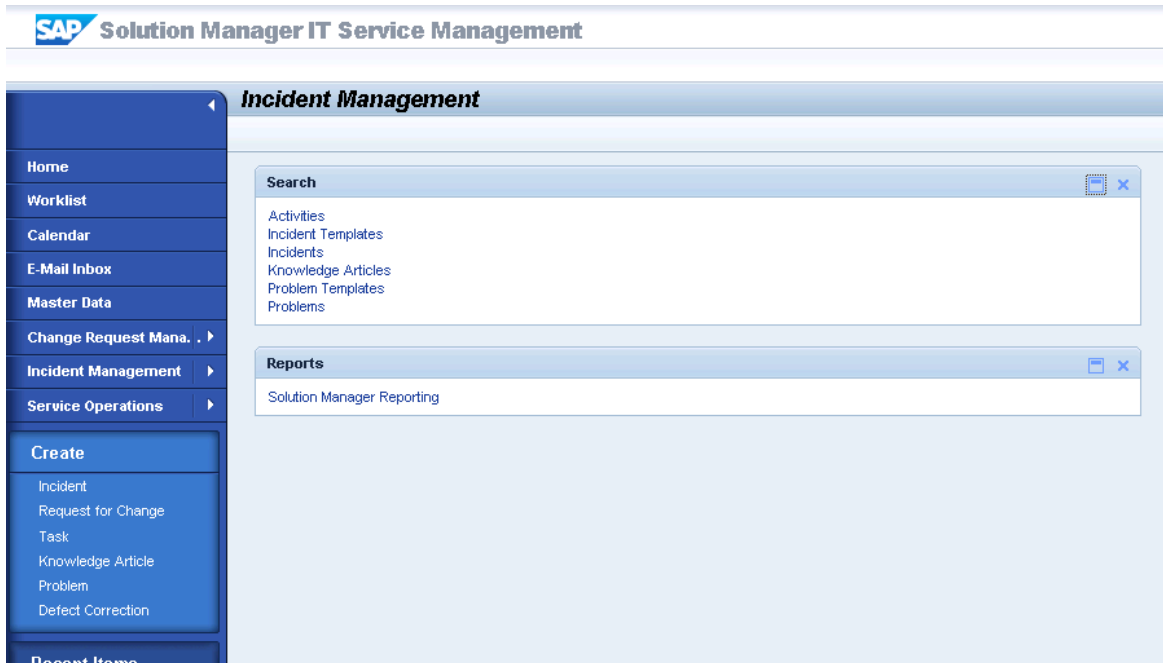 SAP Solution Manager IT Service Management
Incident Management
Home
Worklist
Calendar
E-Mail Inbox
Master Data
Change Request Mana. .
Incident Management
Service Operations
Create
Incident
Request for Change
Task
Knowledge Article
Problem
Defect Correction
Recent Items
Search
Activities
Incident Templates
Incidents
Knowledge Articles
Problem Templates
Problems
Reports
Solution Manager Reporting